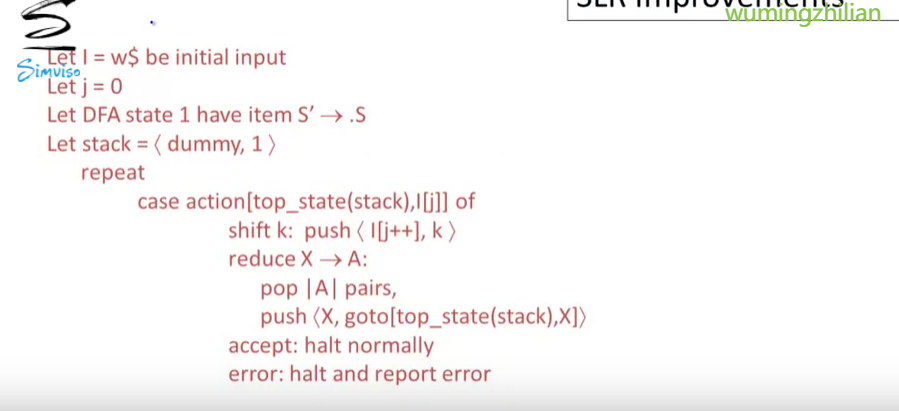 SLR Improvements
wumingzhilian
Simviso
Let I = w$ be initial input
Let j = 0
Let DFA state 1 have item S’ → .S
Let stack = ⟨ dummy, 1 ⟩
repeat
case action[top_state(stack),I[j]] of
shift k: push ⟨ I[j++], k ⟩
reduce X → A:
pop |A| pairs,
push ⟨X, goto[top_state(stack),X]⟩
accept: halt normally
error: halt and report error